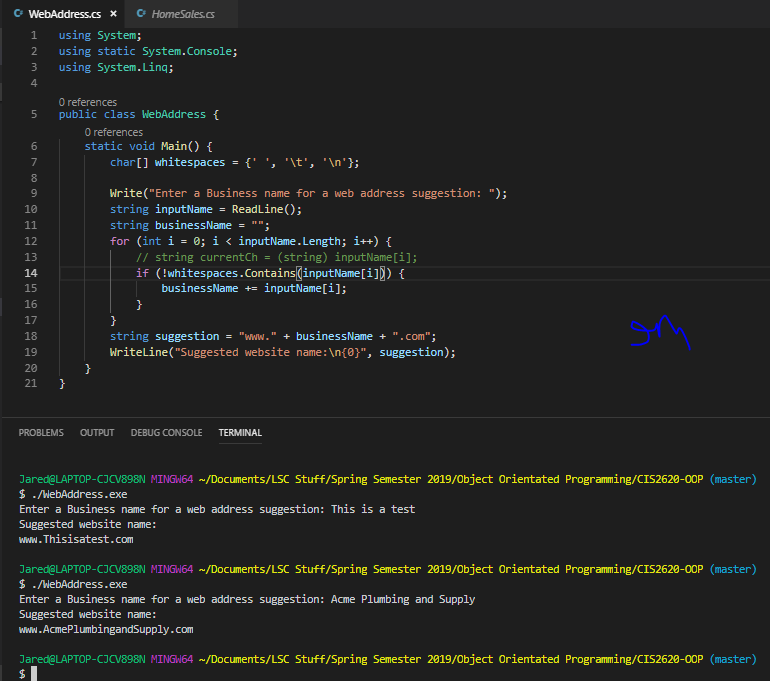 WebAddress.cs × HomeSales.cs
1 using System;
2 using static System.Console;
3 using System.Linq;
4
0 references
5 public class WebAddress {
0 references
6 static void Main() {
7 char[] whitespaces = {' ', '\t', '\n'};
8
9 Write("Enter a Business name for a web address suggestion: ");
10 string inputName = ReadLine();
11 string businessName = "";
12 for (int i = 0; i < inputName.Length; i++) {
13 // string currentCh = (string) inputName[i];
14 if (!whitespaces.Contains(inputName[i])) {
15 businessName += inputName[i];
16 }
17 }
18 string suggestion = "www." + businessName + ".com";
19 WriteLine("Suggested website name:\n{0}", suggestion);
20 }
21 }
PROBLEMS OUTPUT DEBUG CONSOLE TERMINAL
Jared@LAPTOP-CJCV898N MINGW64 ~/Documents/LSC Stuff/Spring Semester 2019/Object Orientated Programming/CIS2620-OOP (master)
$ ./WebAddress.exe
Enter a Business name for a web address suggestion: This is a test
Suggested website name:
www.Thisisatest.com
Jared@LAPTOP-CJCV898N MINGW64 ~/Documents/LSC Stuff/Spring Semester 2019/Object Orientated Programming/CIS2620-OOP (master)
$ ./WebAddress.exe
Enter a Business name for a web address suggestion: Acme Plumbing and Supply
Suggested website name:
www.AcmePlumbingandSupply.com
Jared@LAPTOP-CJCV898N MINGW64 ~/Documents/LSC Stuff/Spring Semester 2019/Object Orientated Programming/CIS2620-OOP (master)
$